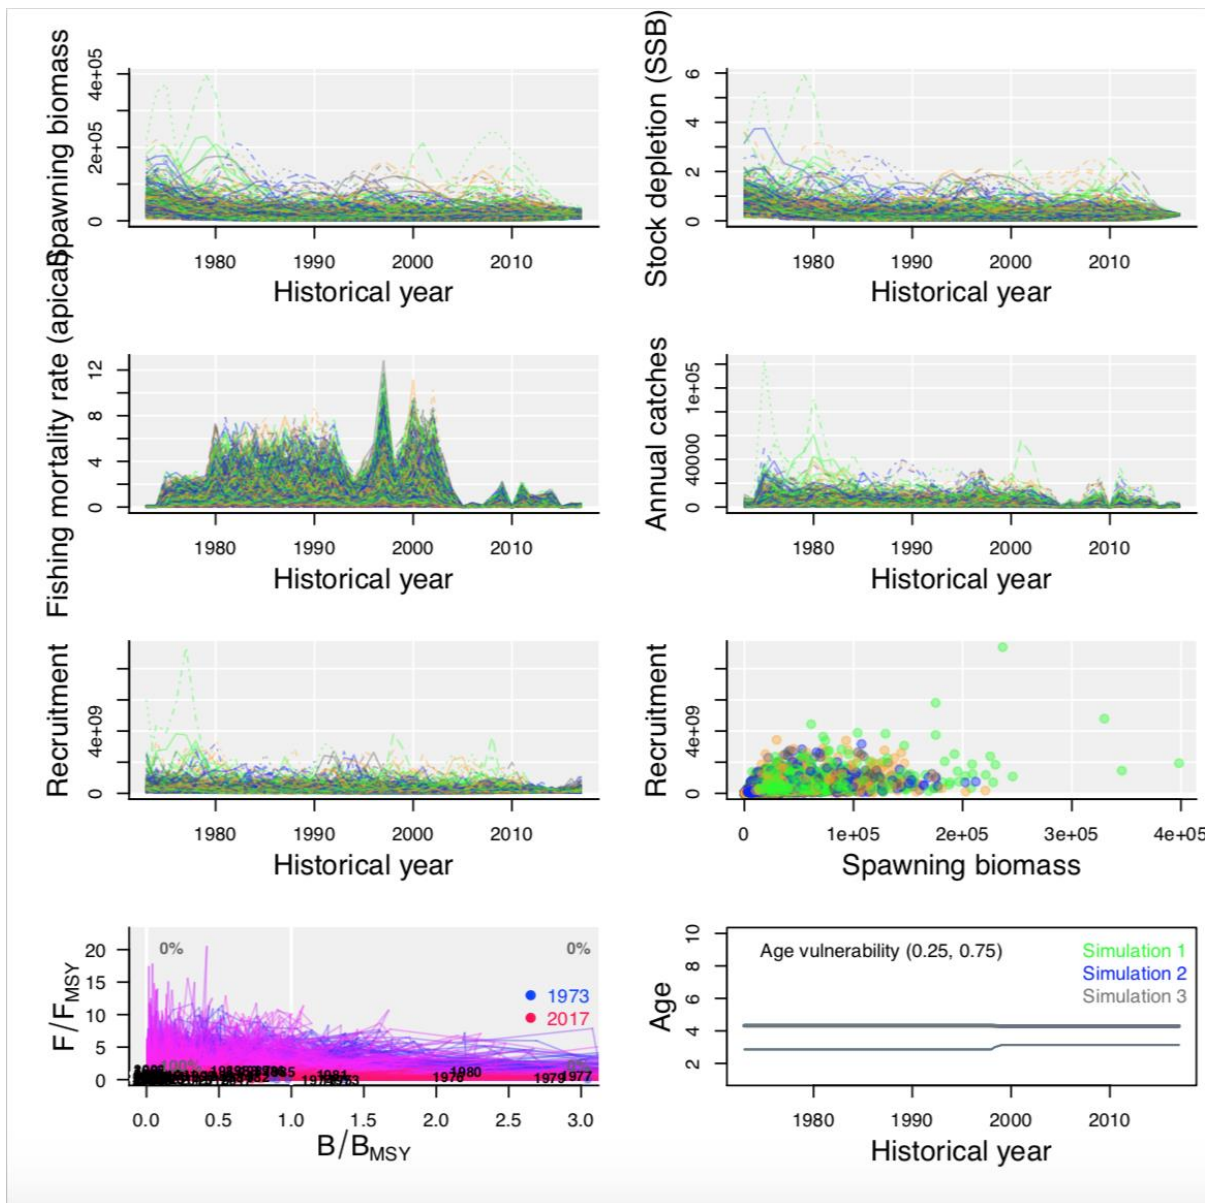 Spawning biomass
4e+05
2e+05
0
1980 1990 2000 2010
Historical year
Stock depletion (SSB)
6
4
2
0
1980 1990 2000 2010
Historical year
Fishing mortality rate (apical)
12
8
4
0
1980 1990 2000 2010
Historical year
Annual catches
1e+05
40000
0
1980 1990 2000 2010
Historical year
Recruitment
4e+09
0
1980 1990 2000 2010
Historical year
Recruitment
4e+09
0
0 1e+05 2e+05 3e+05 4e+05
Spawning biomass
F/FMSY
20
15
10
5
0
0% 0%
1973
2017
100%
1980
1981
1976
1979 1977
0.0 0.5 1.0 1.5 2.0 2.5 3.0
B/BMSY
Age
10
8
6
4
2
Age vulnerability (0.25, 0.75)
Simulation 1
Simulation 2
Simulation 3
1980 1990 2000 2010
Historical year